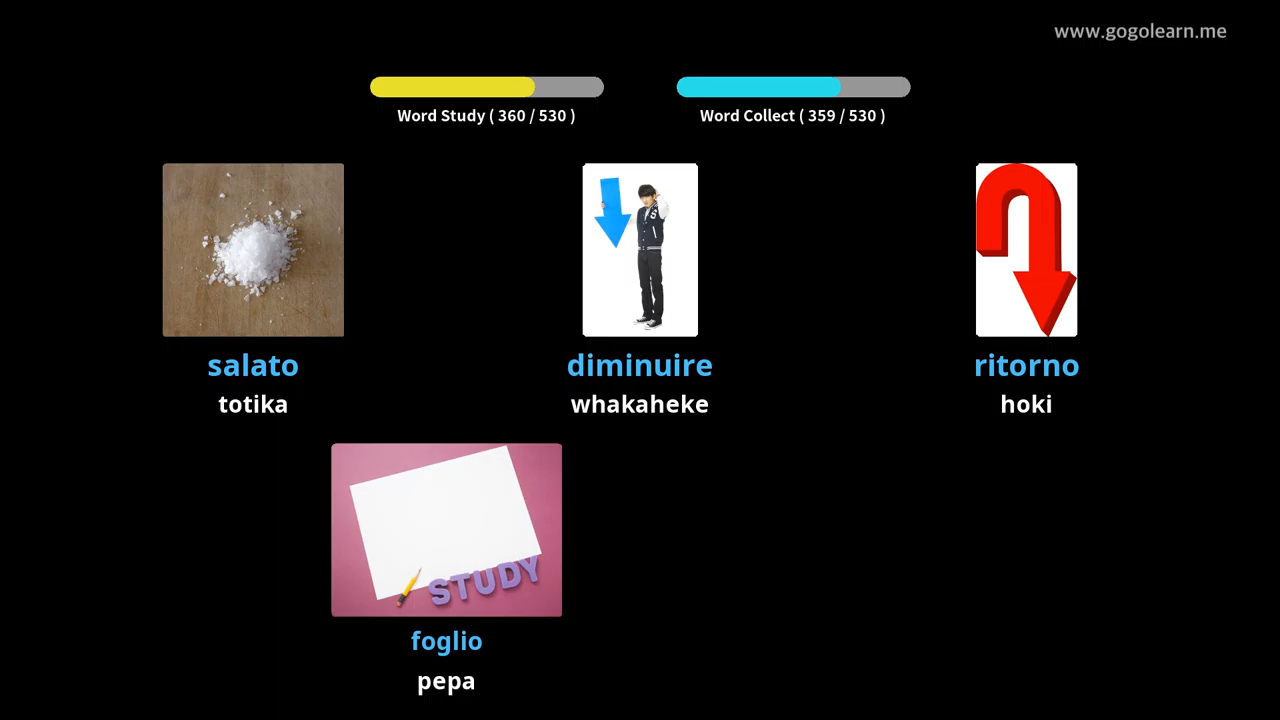 www.gogolearn.me
Word Study ( 360 / 530 )
Word Collect ( 359 / 530 )
salato
totika
diminuire
whakaheke
S
ritorno
hoki
STUDY
foglio
pepa